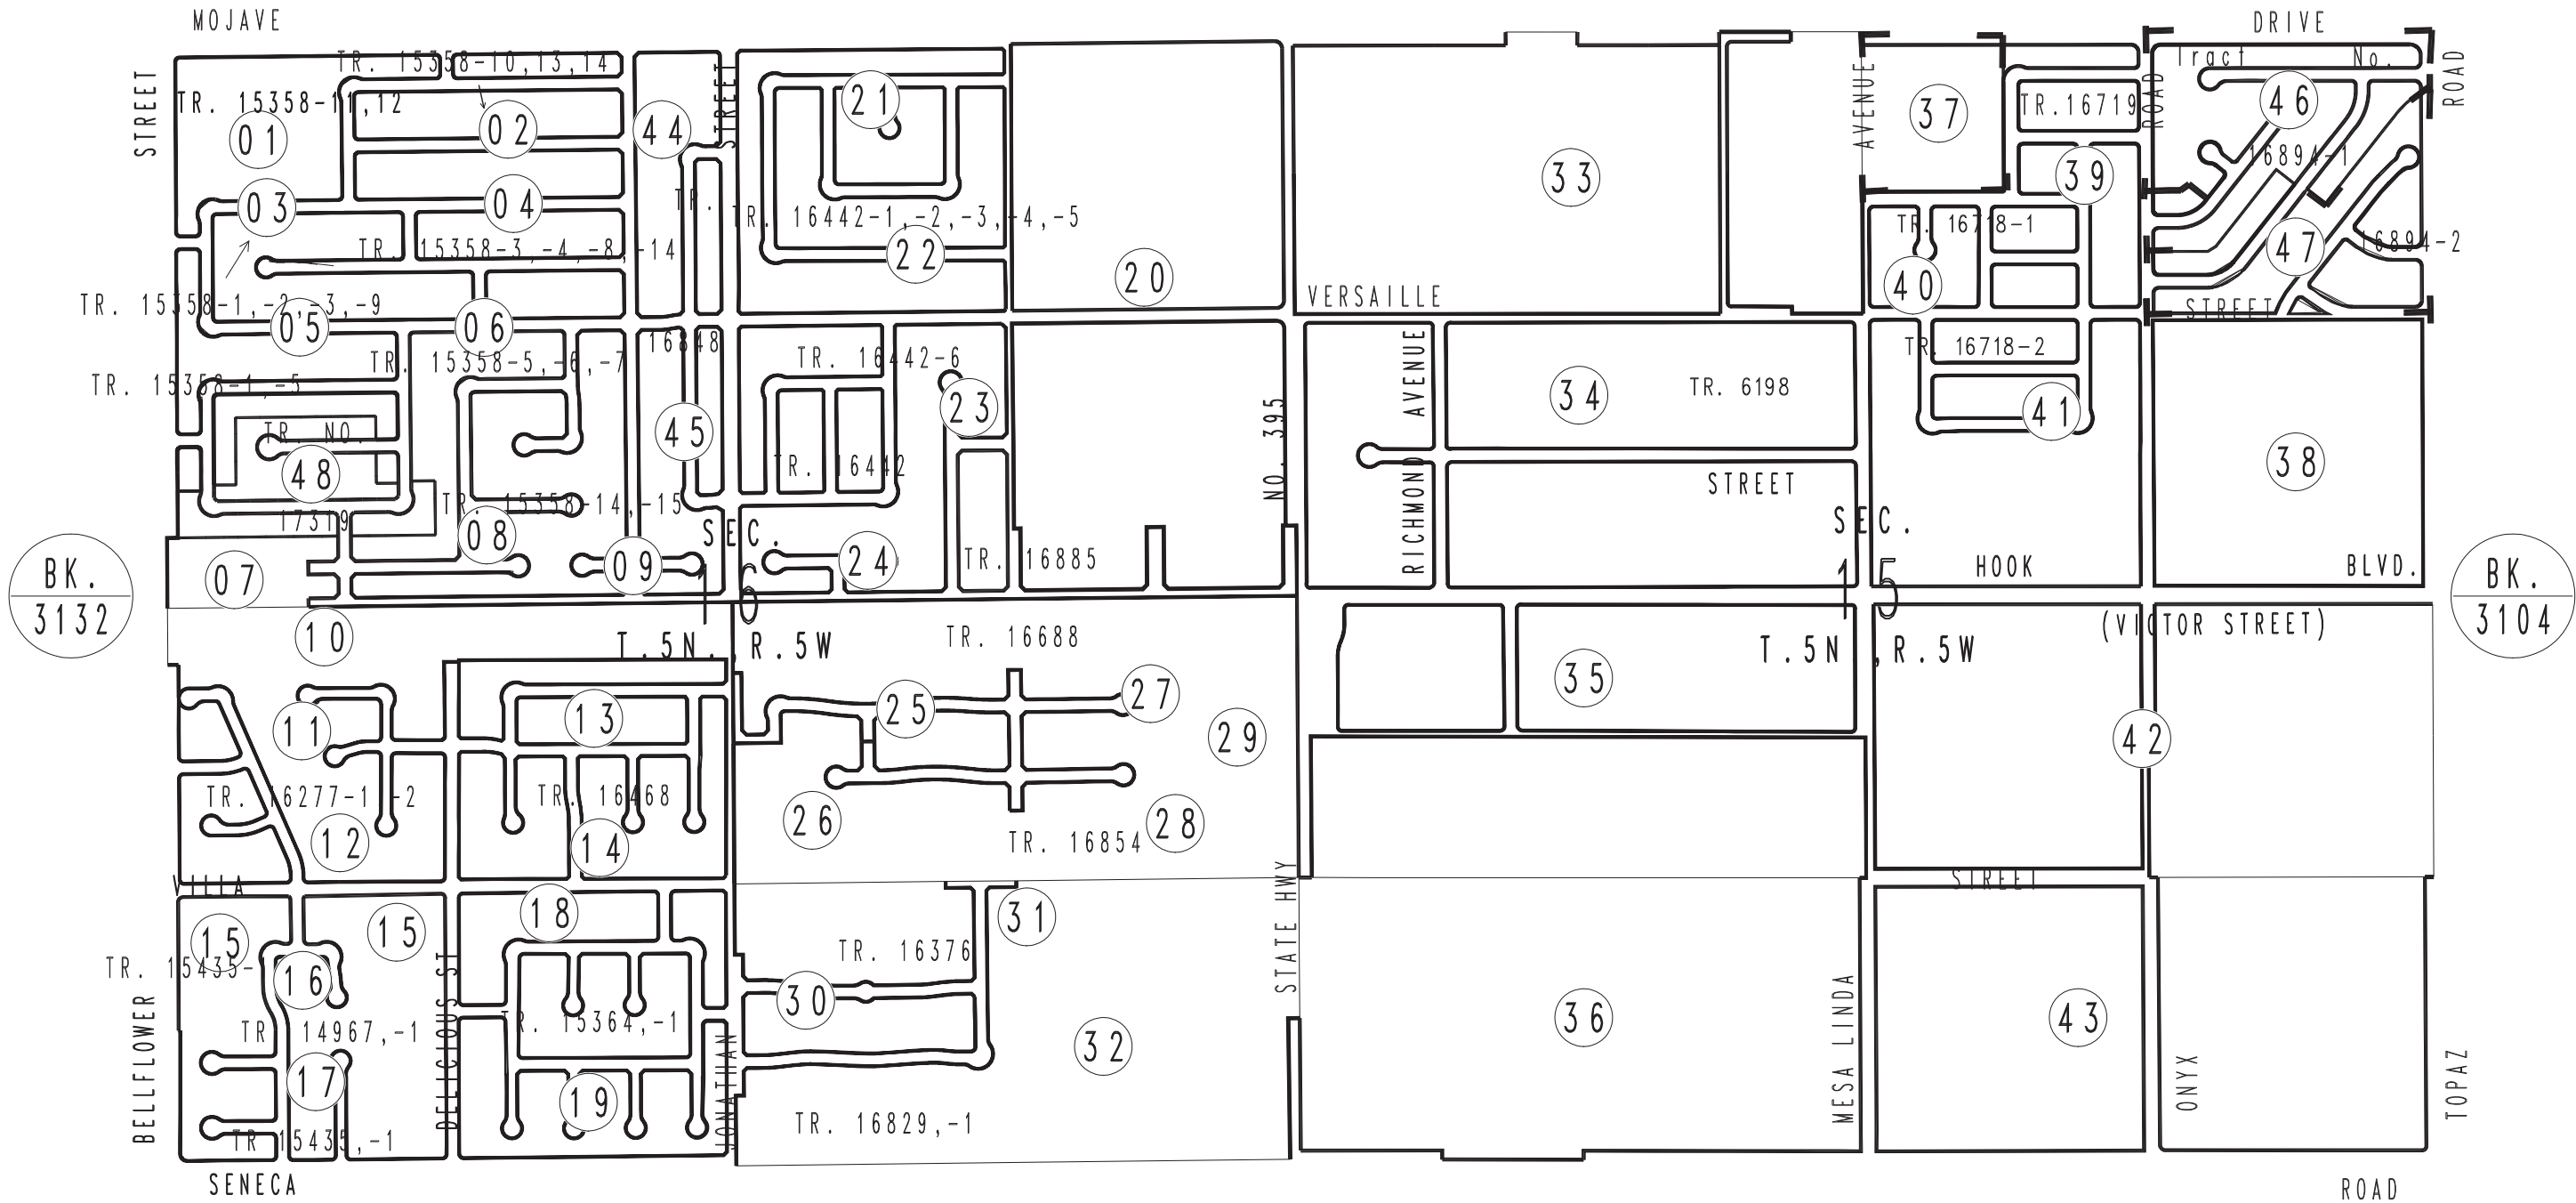 MOJAVE
DRIVE
STREET
STREET
AVENUE
ROAD
ROAD
TR. 15358-10,13,14
Tract No.
TR. 15358-11,12
01
02
44
21
33
37
TR.16719
46
39
16894-1
03
04
TR.
TR. 16442-1,-2,-3,-4,-5
TR. 16718-1
TR. 15358-3,-4,-8,-14
22
20
40
47
16894-2
TR. 15358-1,-2,-3,-9
VERSAILLE
STREET
05
06
16848
TR. 15358-5,-6,-7
TR. 16442-6
RICHMOND AVENUE
TR. 16718-2
TR. 15358-1,-5
23
34
TR. 6198
41
TR. NO.
45
NO. 395
48
TR. 16442
STREET
38
TR. 15358-14,-15
17319
08
SEC.
SEC.
07
09
24
TR. 16885
HOOK
BLVD.
BK.
3132
16
15
BK.
3104
10
T.5N.,R.5W
TR. 16688
T.5N.,R.5W
(VICTOR STREET)
11
13
25
27
29
35
42
TR. 16277-1,-2
TR. 16468
26
28
12
14
TR. 16854
VILLA
STREET
15
15
18
31
TR. 15435-
16
TR. 16376
STATE HWY
30
36
43
TR. 14967,-1
TR. 15364,-1
32
BELLFLOWER
DELICIOUS ST
JONATHAN
MESA LINDA
ONYX
TOPAZ
17
19
TR. 16829,-1
TR. 15435,-1
SENECA
ROAD